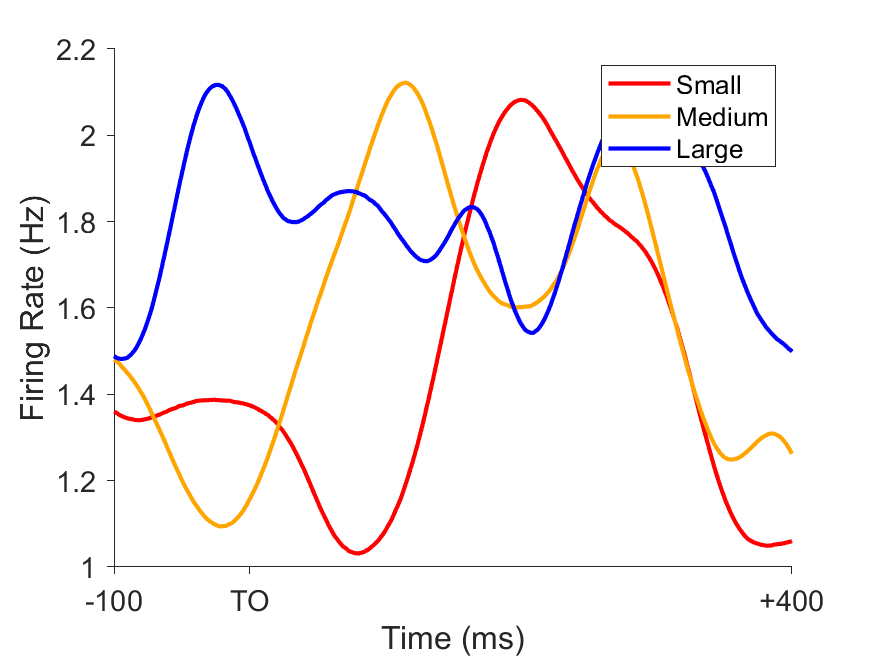 2.2
2
1.8
1.6
1.4
1.2
1
Firing Rate (Hz)
Small
Medium
Large
-100 TO +400
Time (ms)